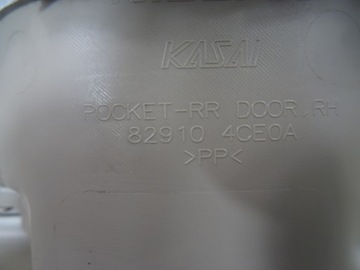 KASAI
POCKET-RR DOOR,RH
82910 4CE0A
>PP<